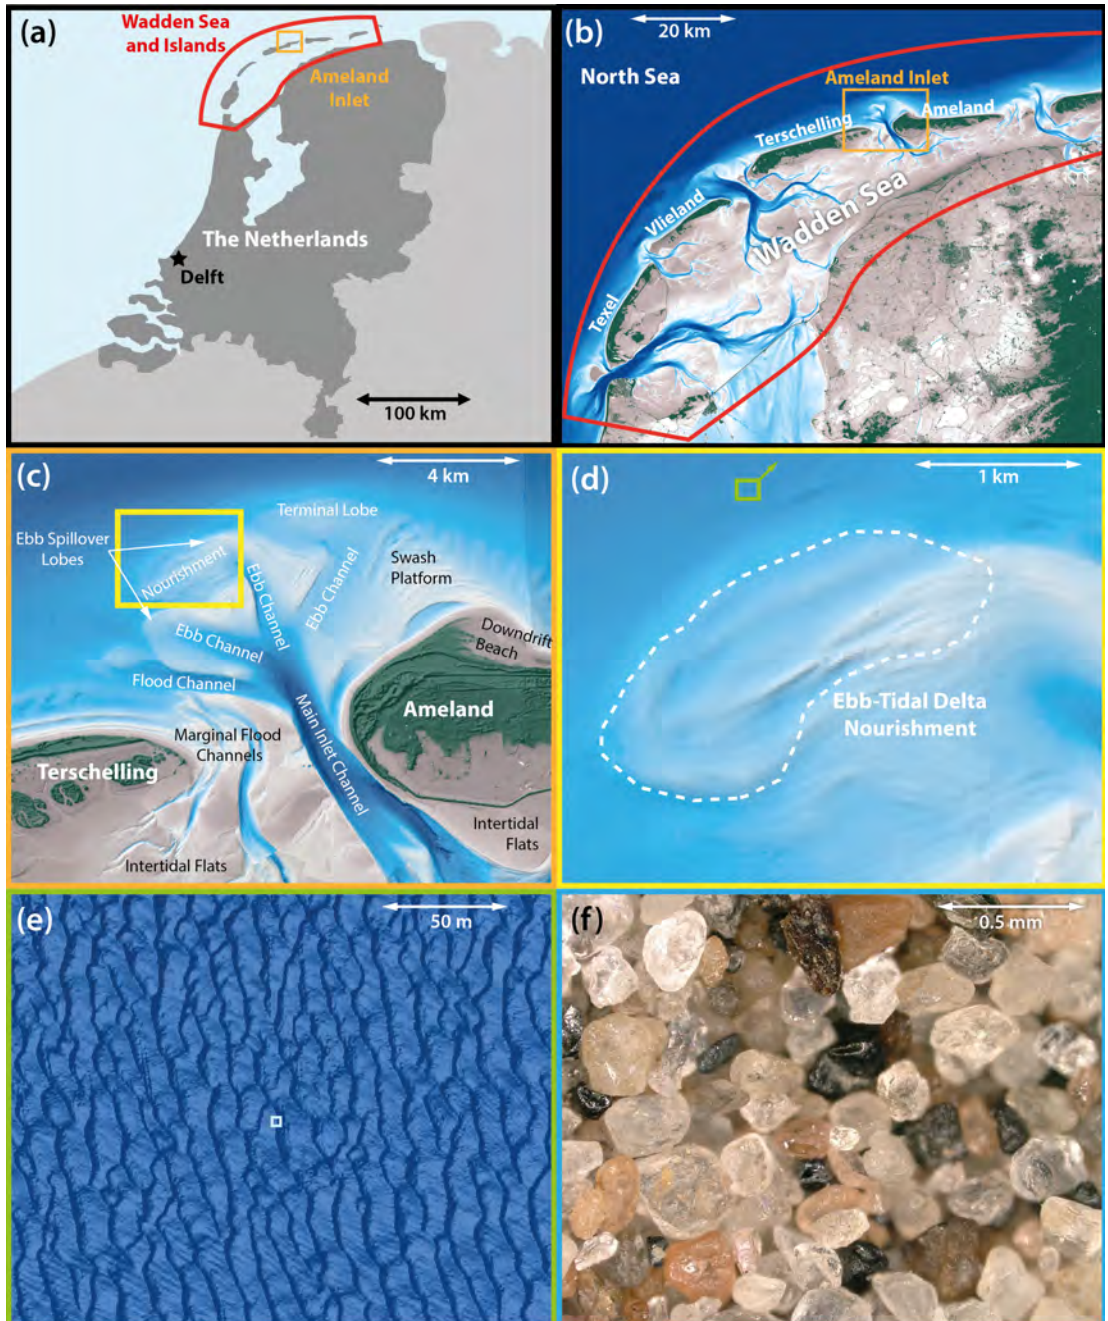 (a)
Wadden Sea
and Islands
Ameland
Inlet
The Netherlands
Delft
100 km
(b)
20 km
North Sea
Ameland Inlet
Ameland
Terschelling
Vlieland
Wadden Sea
Texel
(c)
4 km
Terminal Lobe
Ebb Spillover
Lobes
Nourishment
Ebb Channel
Ebb Channel
Swash
Platform
Ebb Channel
Downdrift
Beach
Flood Channel
Main Inlet Channel
Ameland
Marginal Flood
Channels
Terschelling
Intertidal
Flats
Intertidal Flats
(d)
1 km
Ebb-Tidal Delta
Nourishment
(e)
50 m
(f)
0.5 mm